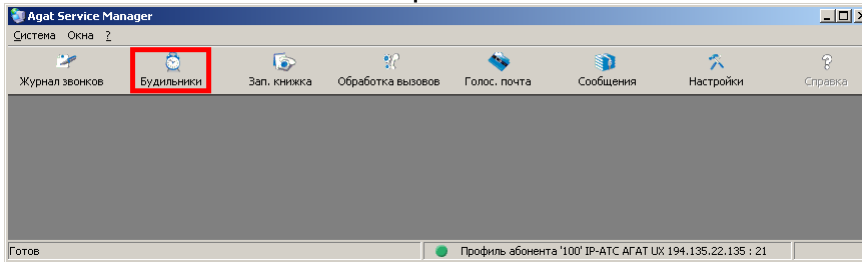 Agat Service Manager
Система Окна ?
Журнал звонков Будильники Зап. книжка Обработка вызовов Голос. почта Сообщения Настройки Справка
Готов Профиль абонента '100' IP-АТС АГАТ UX 194.135.22.135 : 21